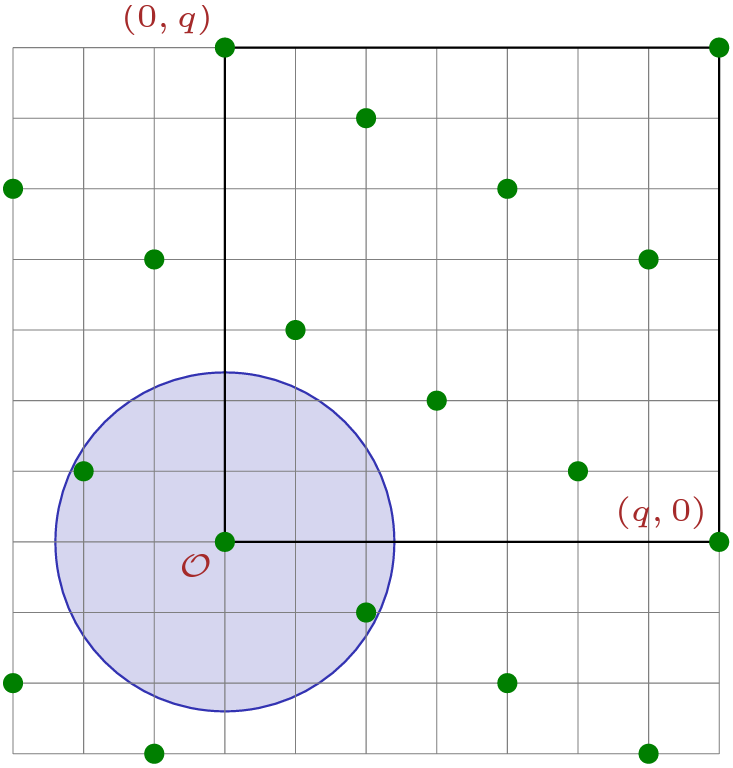 (0, q)
(q, 0)
𝒪